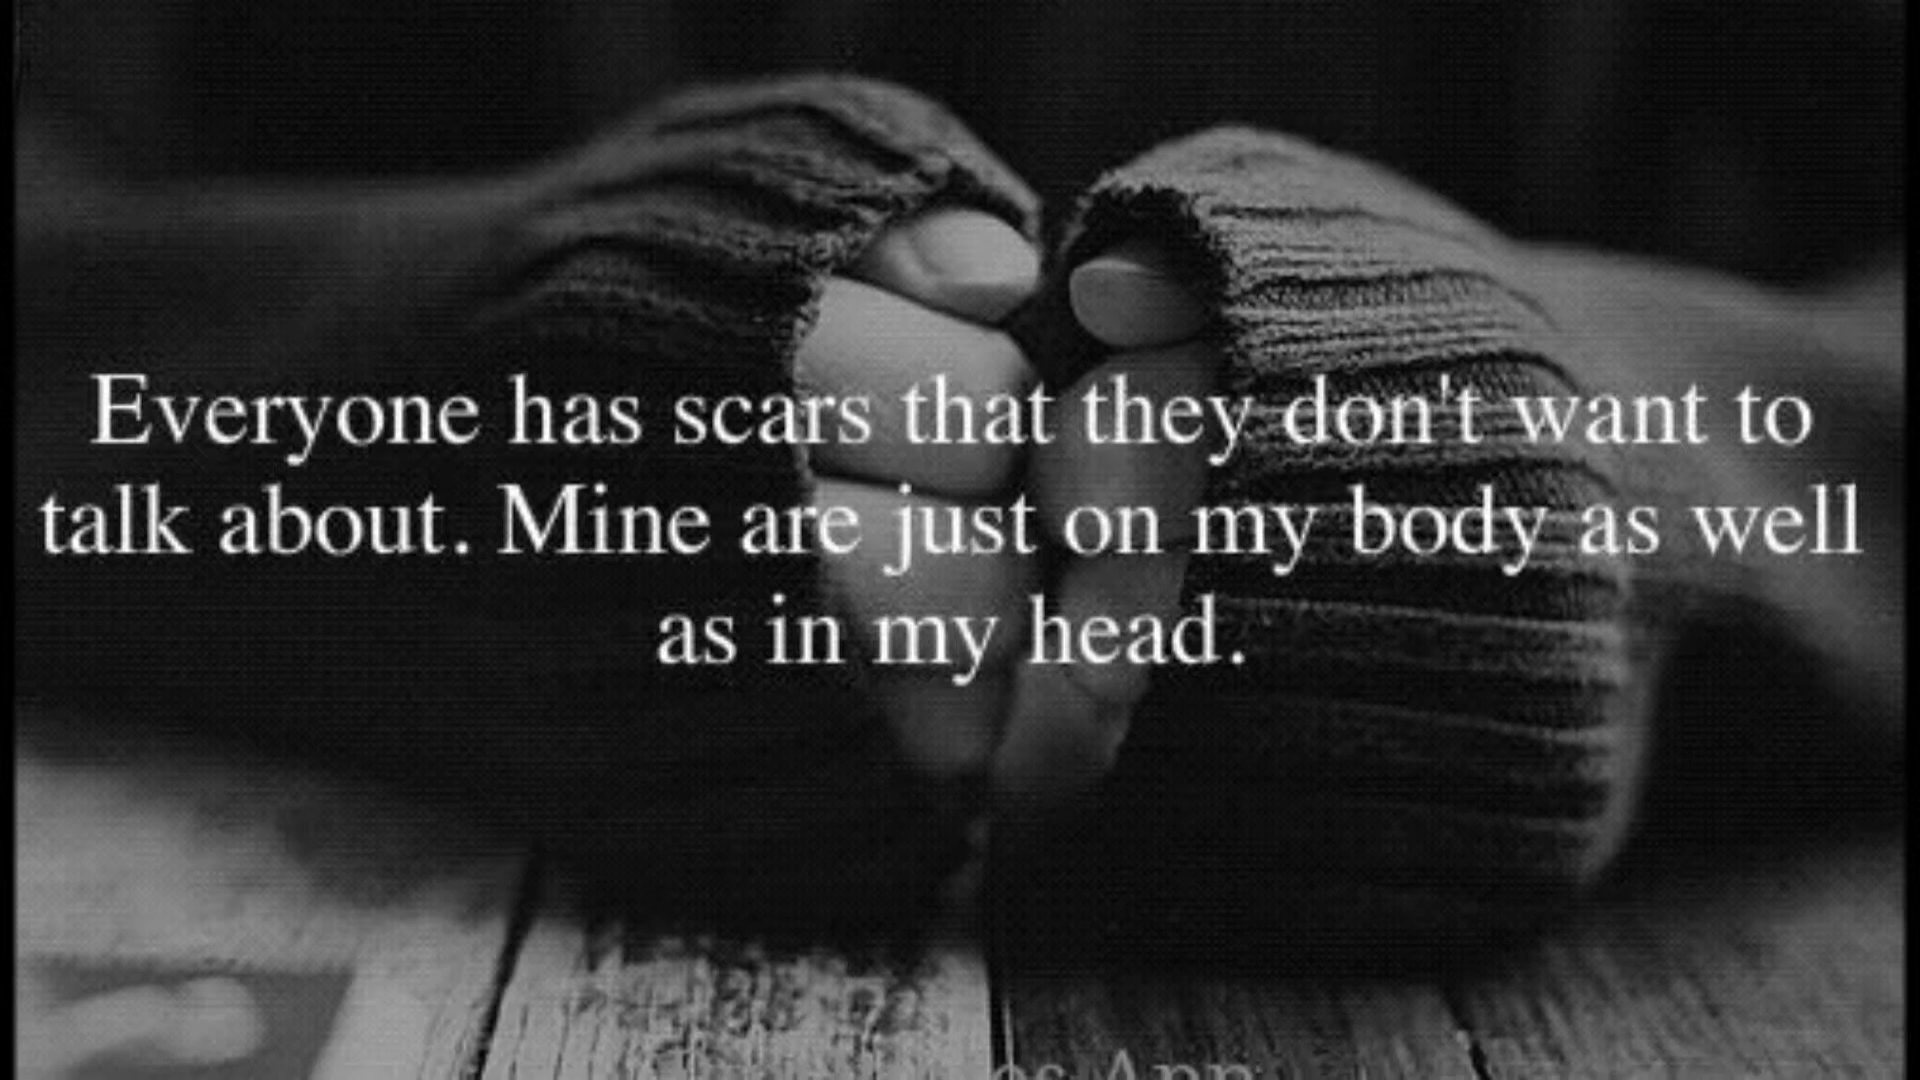 Everyone has scars that they don't want to
talk about. Mine are just on my body as well
as in my head.